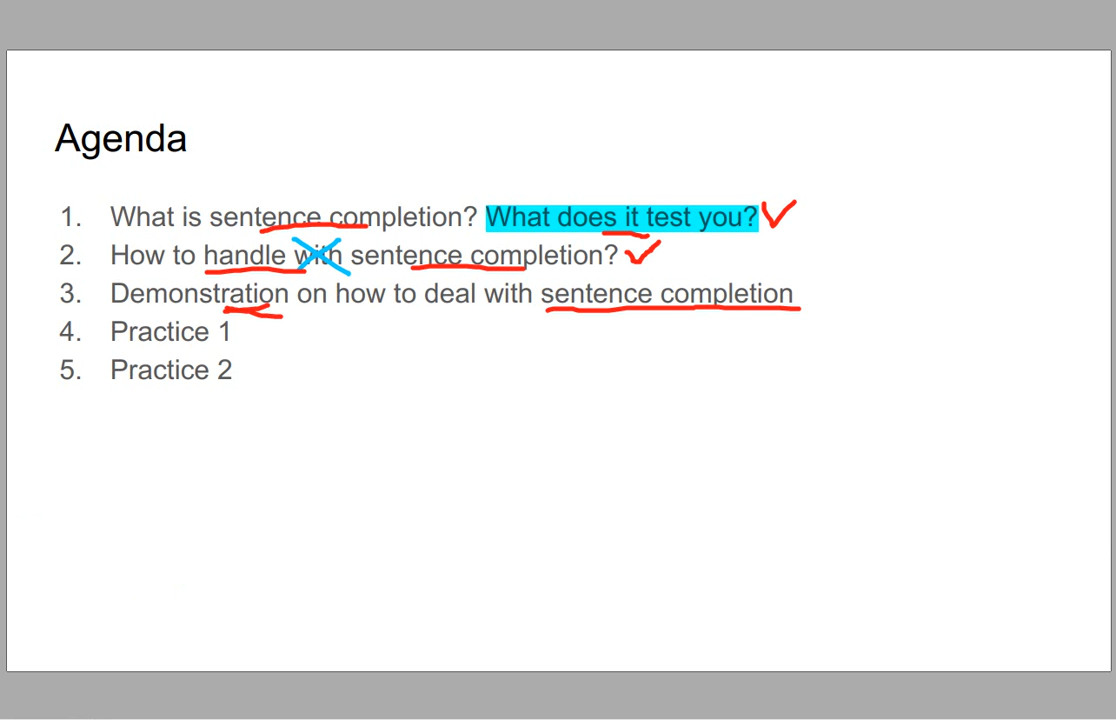 Agenda
1. What is sentence completion? What does it test you?
2. How to handle with sentence completion?
3. Demonstration on how to deal with sentence completion
4. Practice 1
5. Practice 2